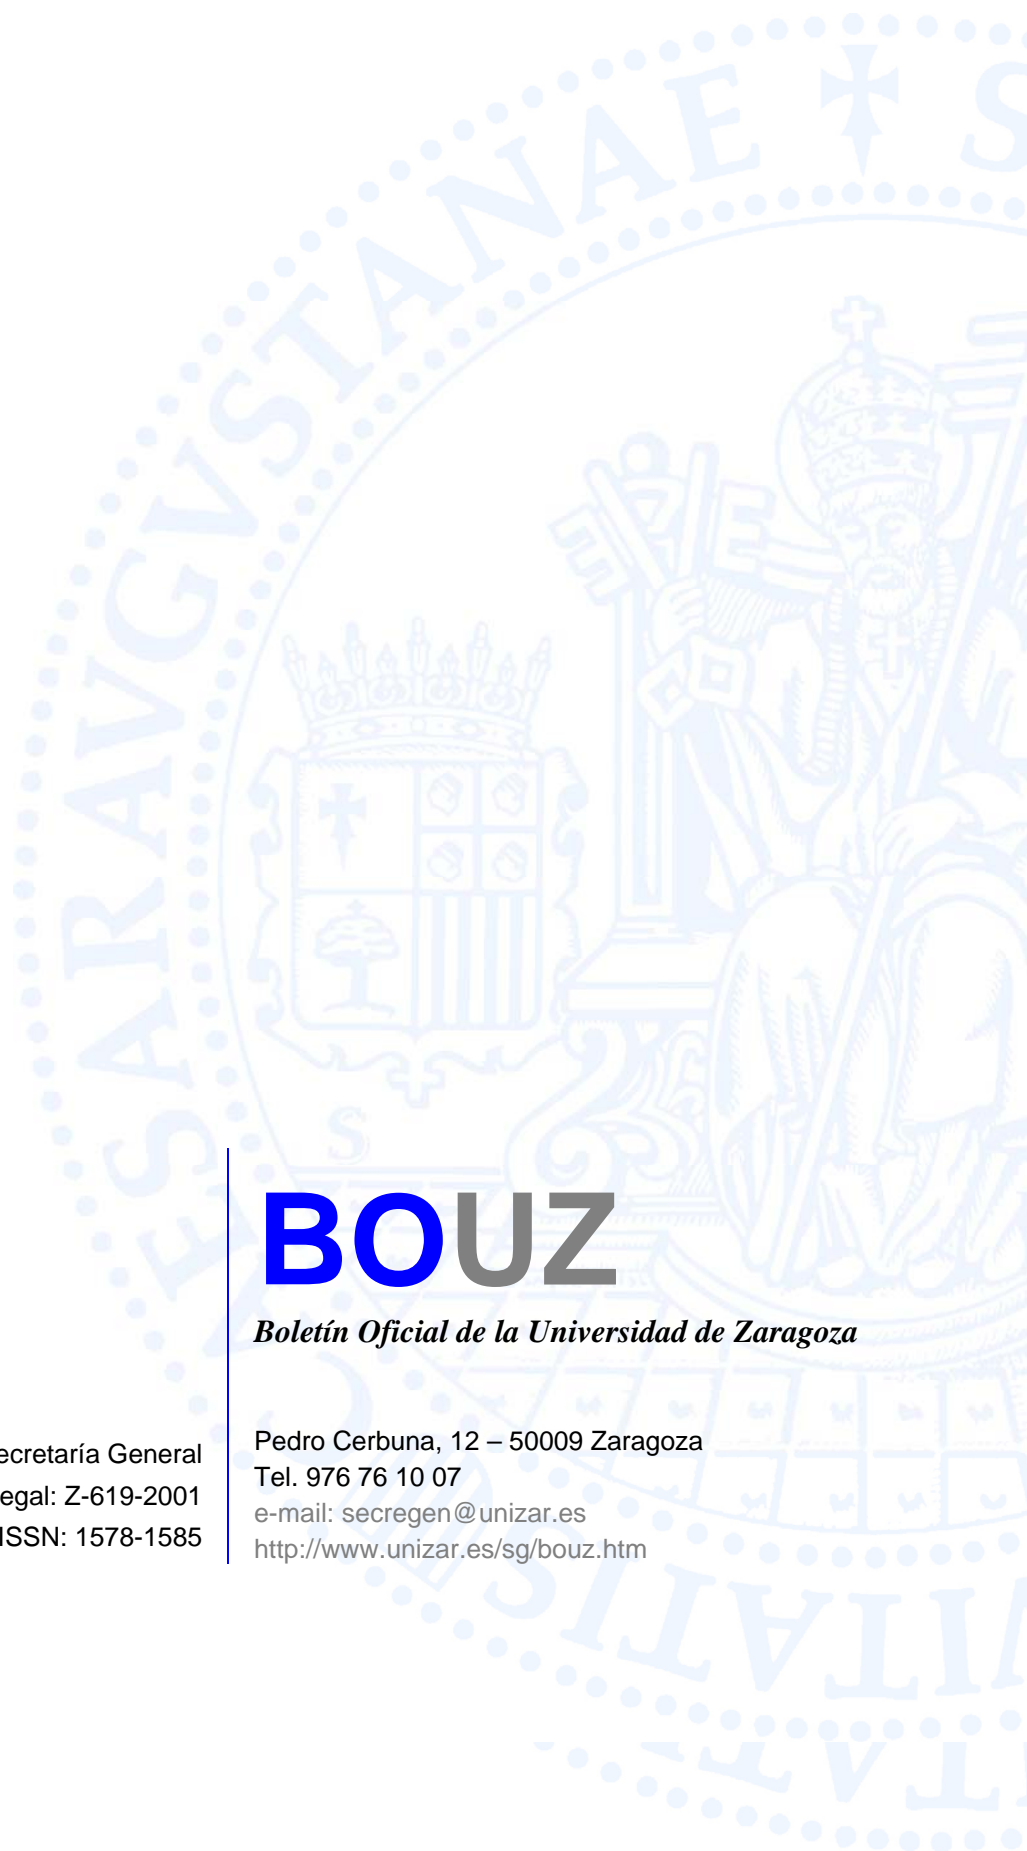 BOUZ
Boletín Oficial de la Universidad de Zaragoza
ecretaría General
egal: Z-619-2001
ISSN: 1578-1585
Pedro Cerbuna, 12 – 50009 Zaragoza
Tel. 976 76 10 07
e-mail: secregen@unizar.es
http://www.unizar.es/sg/bouz.htm